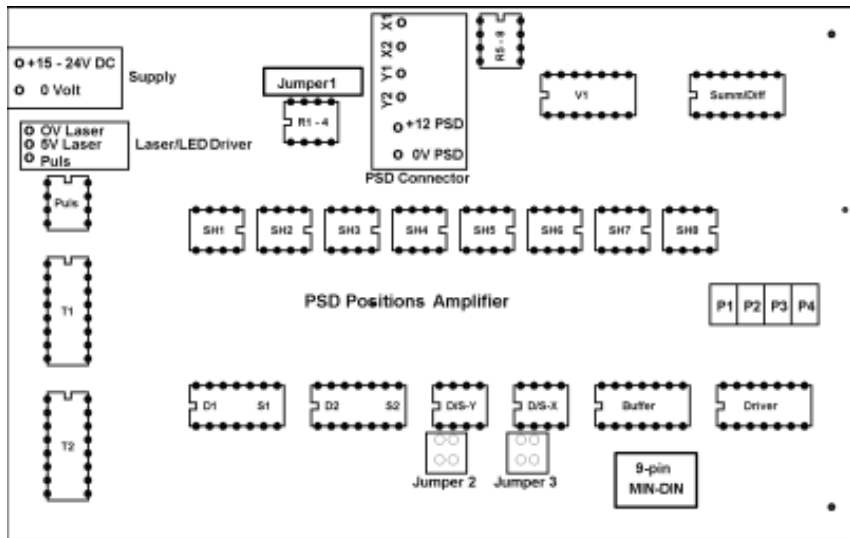 X1
X2
Y1
Y2
+12 PSD
0V PSD
PSD Connector
R5 - 8
+15 - 24V DC
0 Volt
Supply
Jumper1
R1 - 4
V1
Summ/Diff
OV Laser
5V Laser
Puls
Laser/LED Driver
Puls
SH1 SH2 SH3 SH4 SH5 SH6 SH7 SH8
T1
PSD Positions Amplifier
P1 P2 P3 P4
D1 S1 D2 S2 D/S-Y D/S-X Buffer Driver
T2
Jumper 2
Jumper 3
9-pin
MIN-DIN